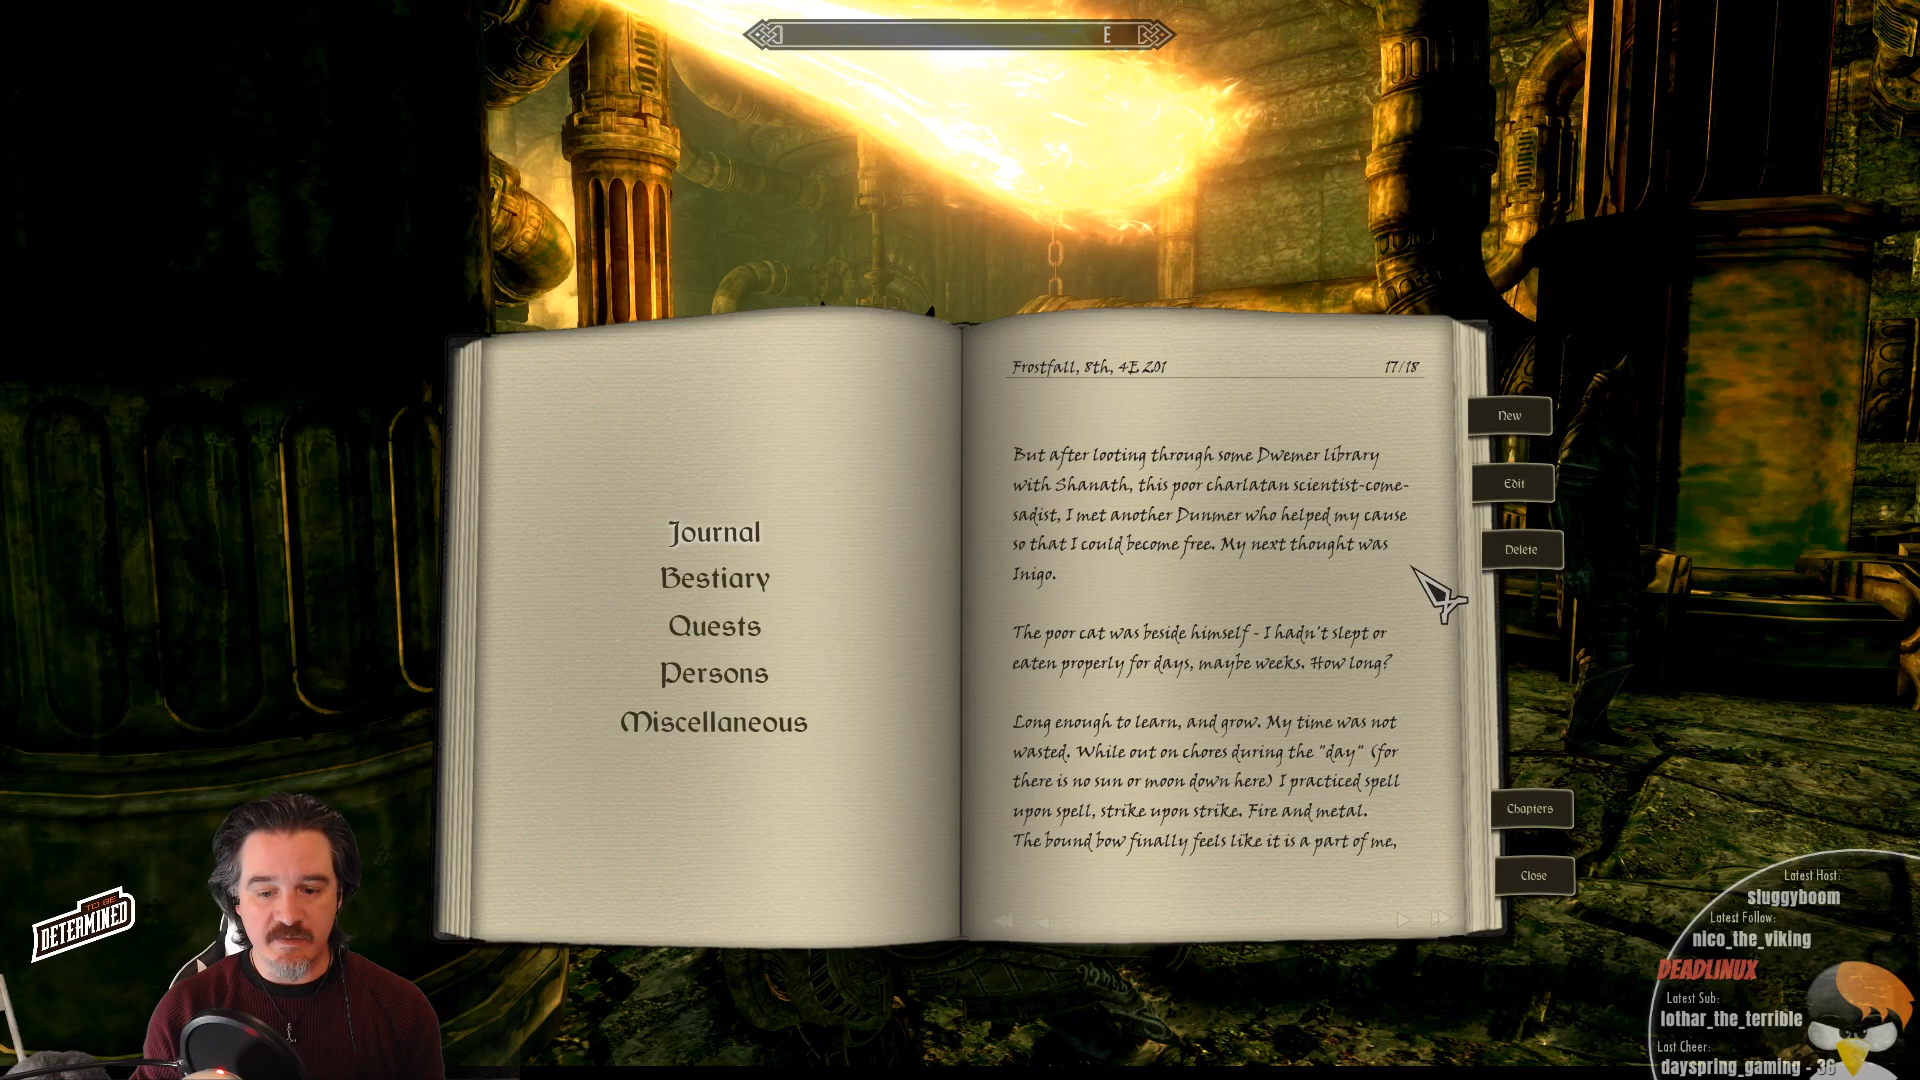 E
Journal
Bestiary
Quests
Persons
Miscellaneous
Frostfall, 8th, 4E 201
17/18
But after looting through some Dwemer library
with Shanath, this poor charlatan scientist-come-
sadist, I met another Dunmer who helped my cause
so that I could become free. My next thought was
Inigo.
The poor cat was beside himself - I hadn't slept or
eaten properly for days, maybe weeks. How long?
Long enough to learn, and grow. My time was not
wasted. While out on chores during the "day" (for
there is no sun or moon down here) I practiced spell
upon spell, strike upon strike. Fire and metal.
The bound bow finally feels like it is a part of me,
New
Edit
Delete
Chapters
Close
TO BE
DETERMINED
Latest Host:
sluggyboom
Latest Follow:
nico_the_viking
DEADLINUX
Latest Sub:
lothar_the_terrible
Last Cheer:
dayspring_gaming - 36